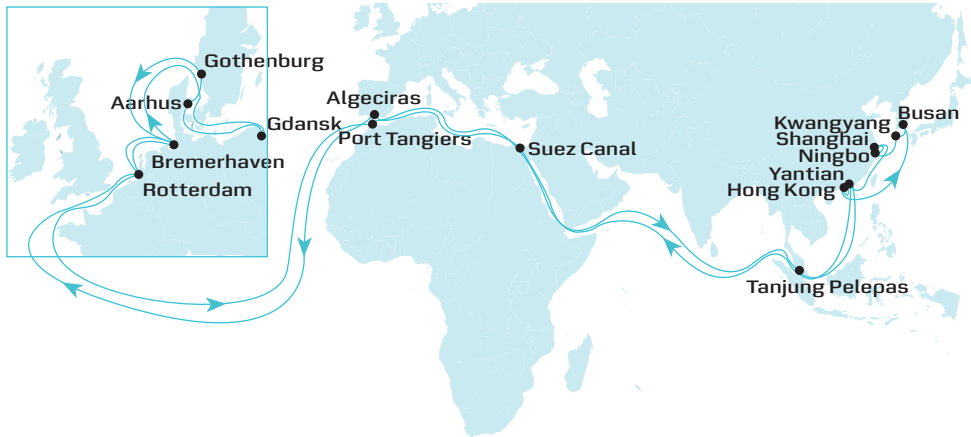 Gothenburg
Aarhus
Gdansk
Bremerhaven
Rotterdam
Algeciras
Port Tangiers
Suez Canal
Busan
Kwangyang
Shanghai
Ningbo
Yantian
Hong Kong
Tanjung Pelepas